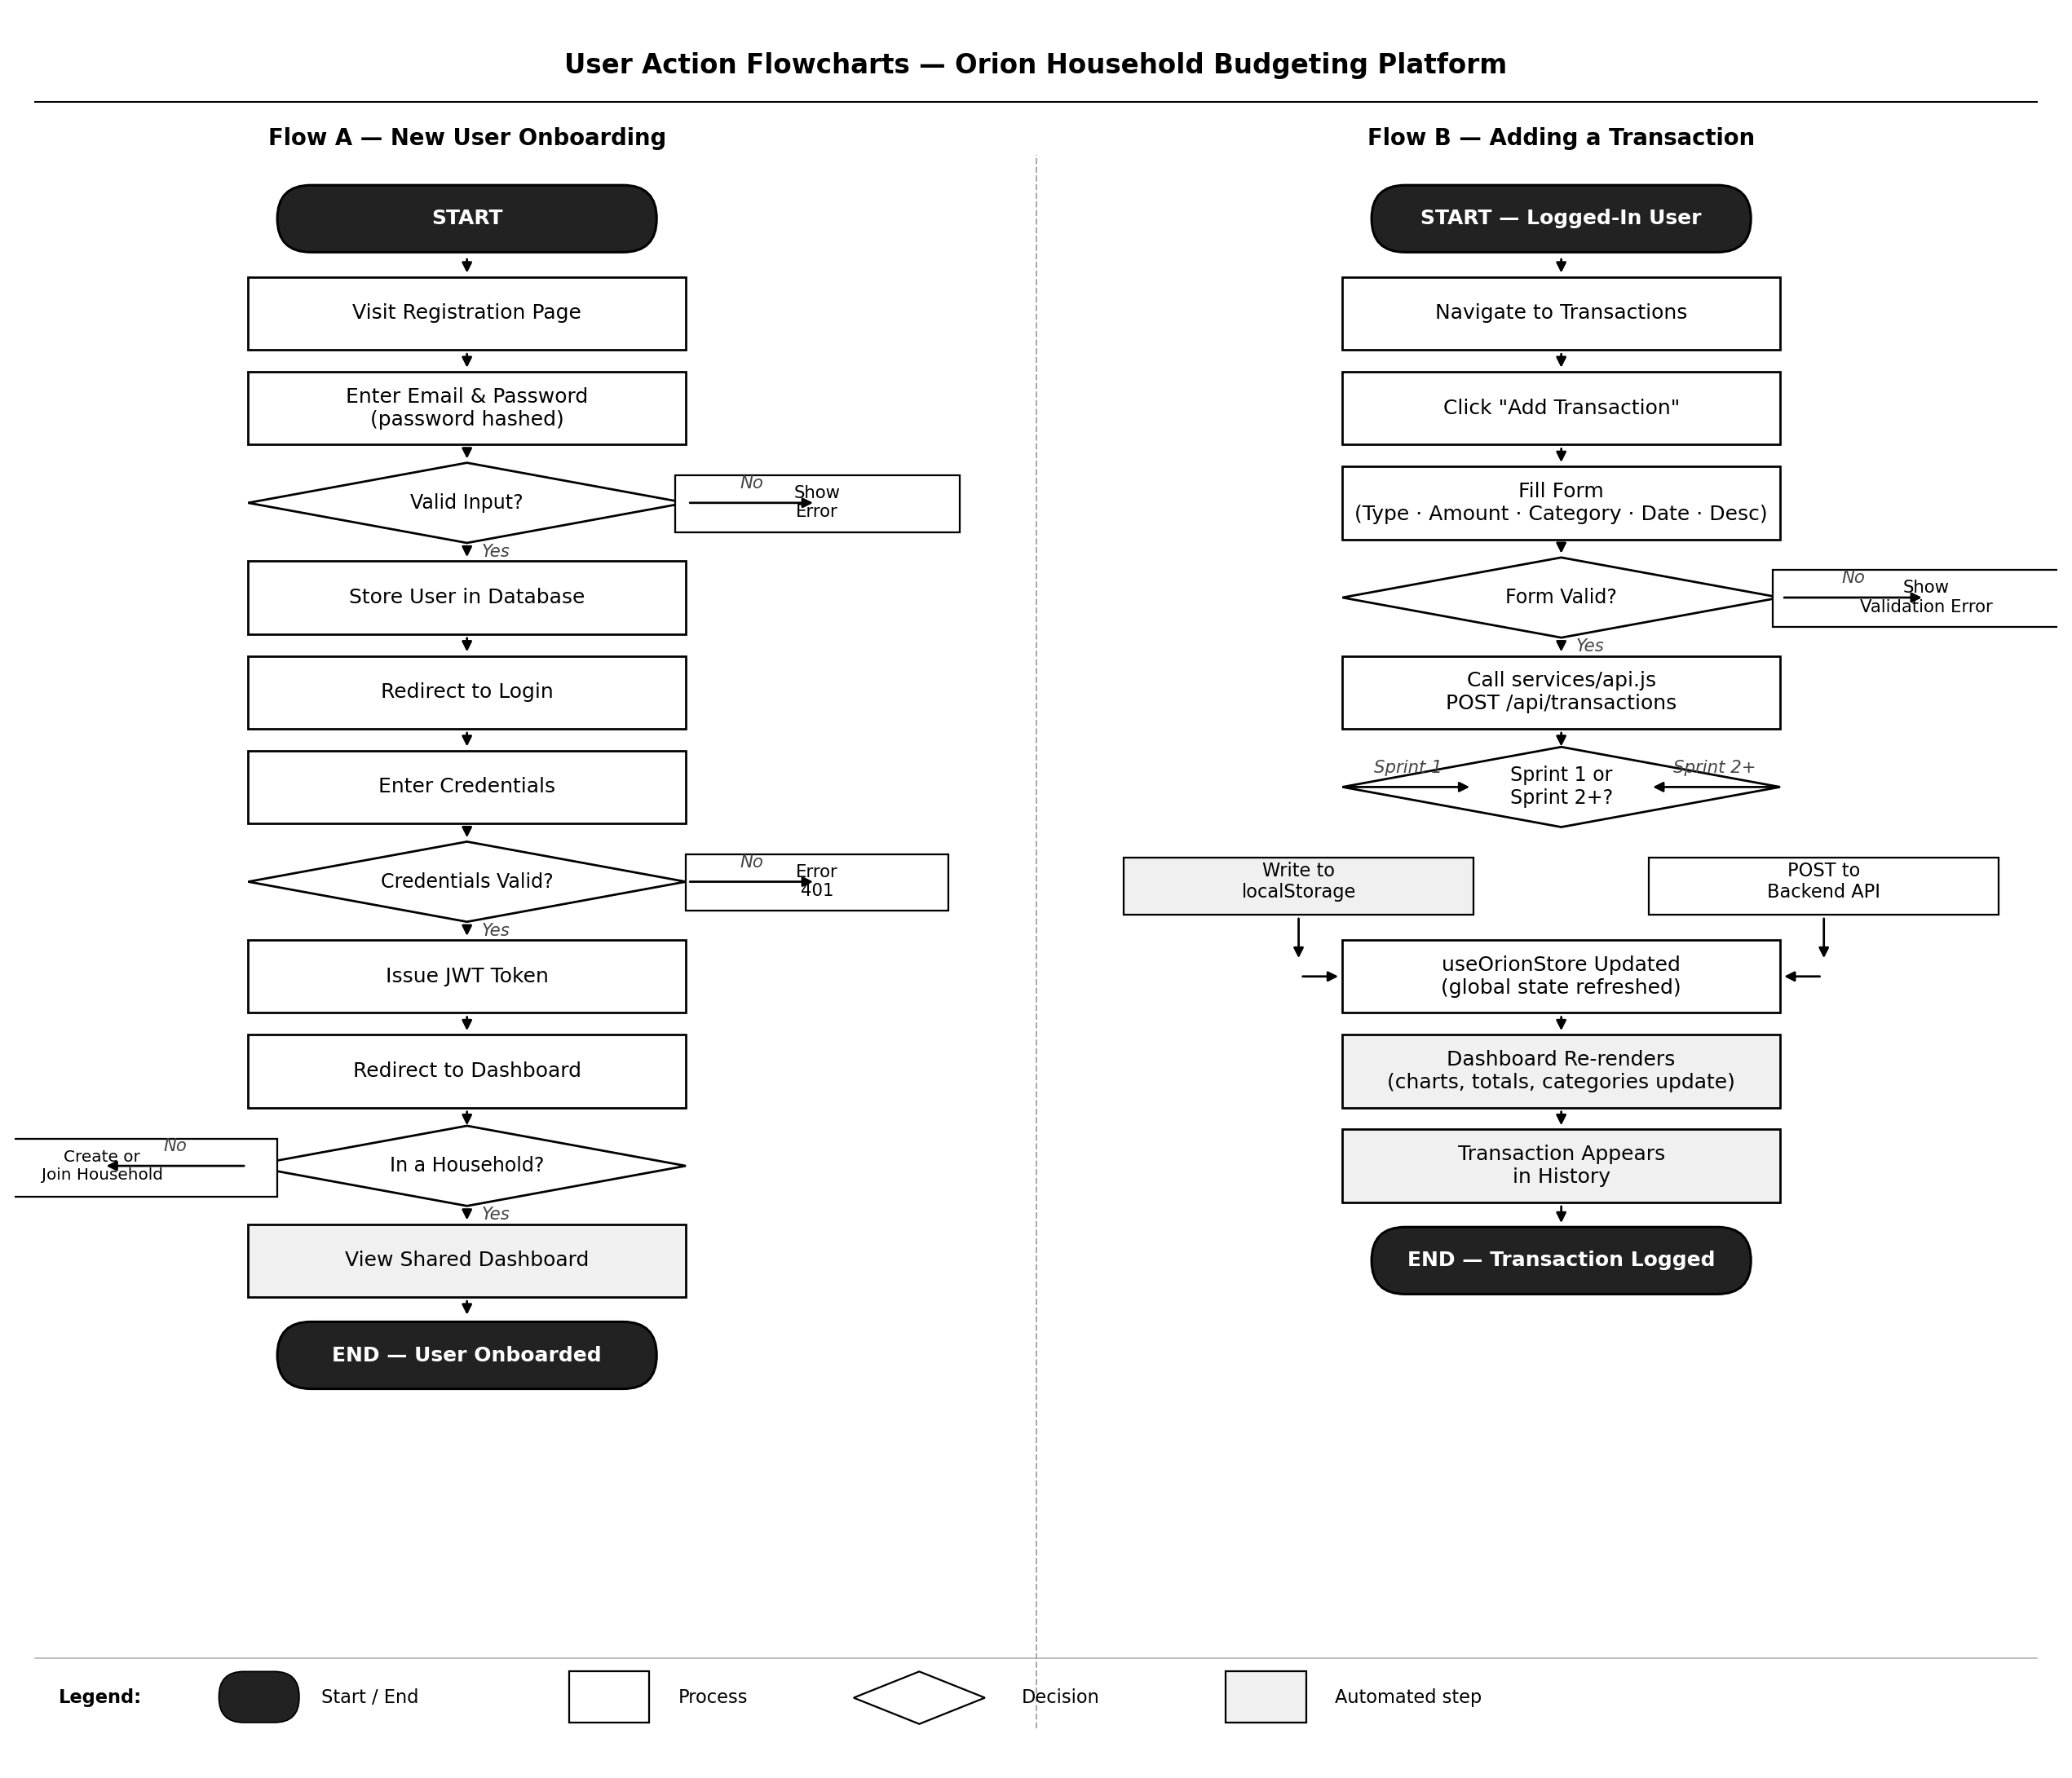 User Action Flowcharts — Orion Household Budgeting Platform
Flow A — New User Onboarding
START
Visit Registration Page
Enter Email & Password
(password hashed)
Valid Input?
No
Show
Error
Yes
Store User in Database
Redirect to Login
Enter Credentials
Credentials Valid?
No
Error
401
Yes
Issue JWT Token
Redirect to Dashboard
In a Household?
No
Create or
Join Household
Yes
View Shared Dashboard
END — User Onboarded
Flow B — Adding a Transaction
START — Logged-In User
Navigate to Transactions
Click "Add Transaction"
Fill Form
(Type · Amount · Category · Date · Desc)
Form Valid?
No
Show
Validation Error
Yes
Call services/api.js
POST /api/transactions
Sprint 1 or
Sprint 2+?
Sprint 1
Sprint 2+
Write to
localStorage
POST to
Backend API
useOrionStore Updated
(global state refreshed)
Dashboard Re-renders
(charts, totals, categories update)
Transaction Appears
in History
END — Transaction Logged
Legend:
Start / End
Process
Decision
Automated step